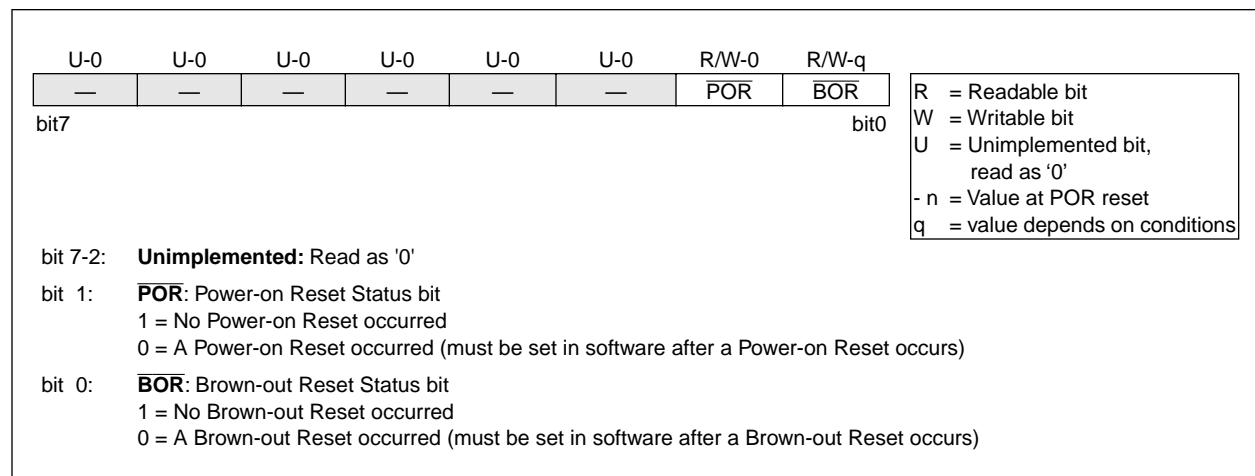 U-0 U-0 U-0 U-0 U-0 U-0 R/W-0 R/W-q
— — — — — — P̅O̅R̅ B̅O̅R̅
bit7 bit0
R = Readable bit
W = Writable bit
U = Unimplemented bit,
read as ‘0’
- n = Value at POR reset
q = value depends on conditions
bit 7-2: Unimplemented: Read as '0'
bit 1: P̅O̅R̅: Power-on Reset Status bit
1 = No Power-on Reset occurred
0 = A Power-on Reset occurred (must be set in software after a Power-on Reset occurs)
bit 0: B̅O̅R̅: Brown-out Reset Status bit
1 = No Brown-out Reset occurred
0 = A Brown-out Reset occurred (must be set in software after a Brown-out Reset occurs)